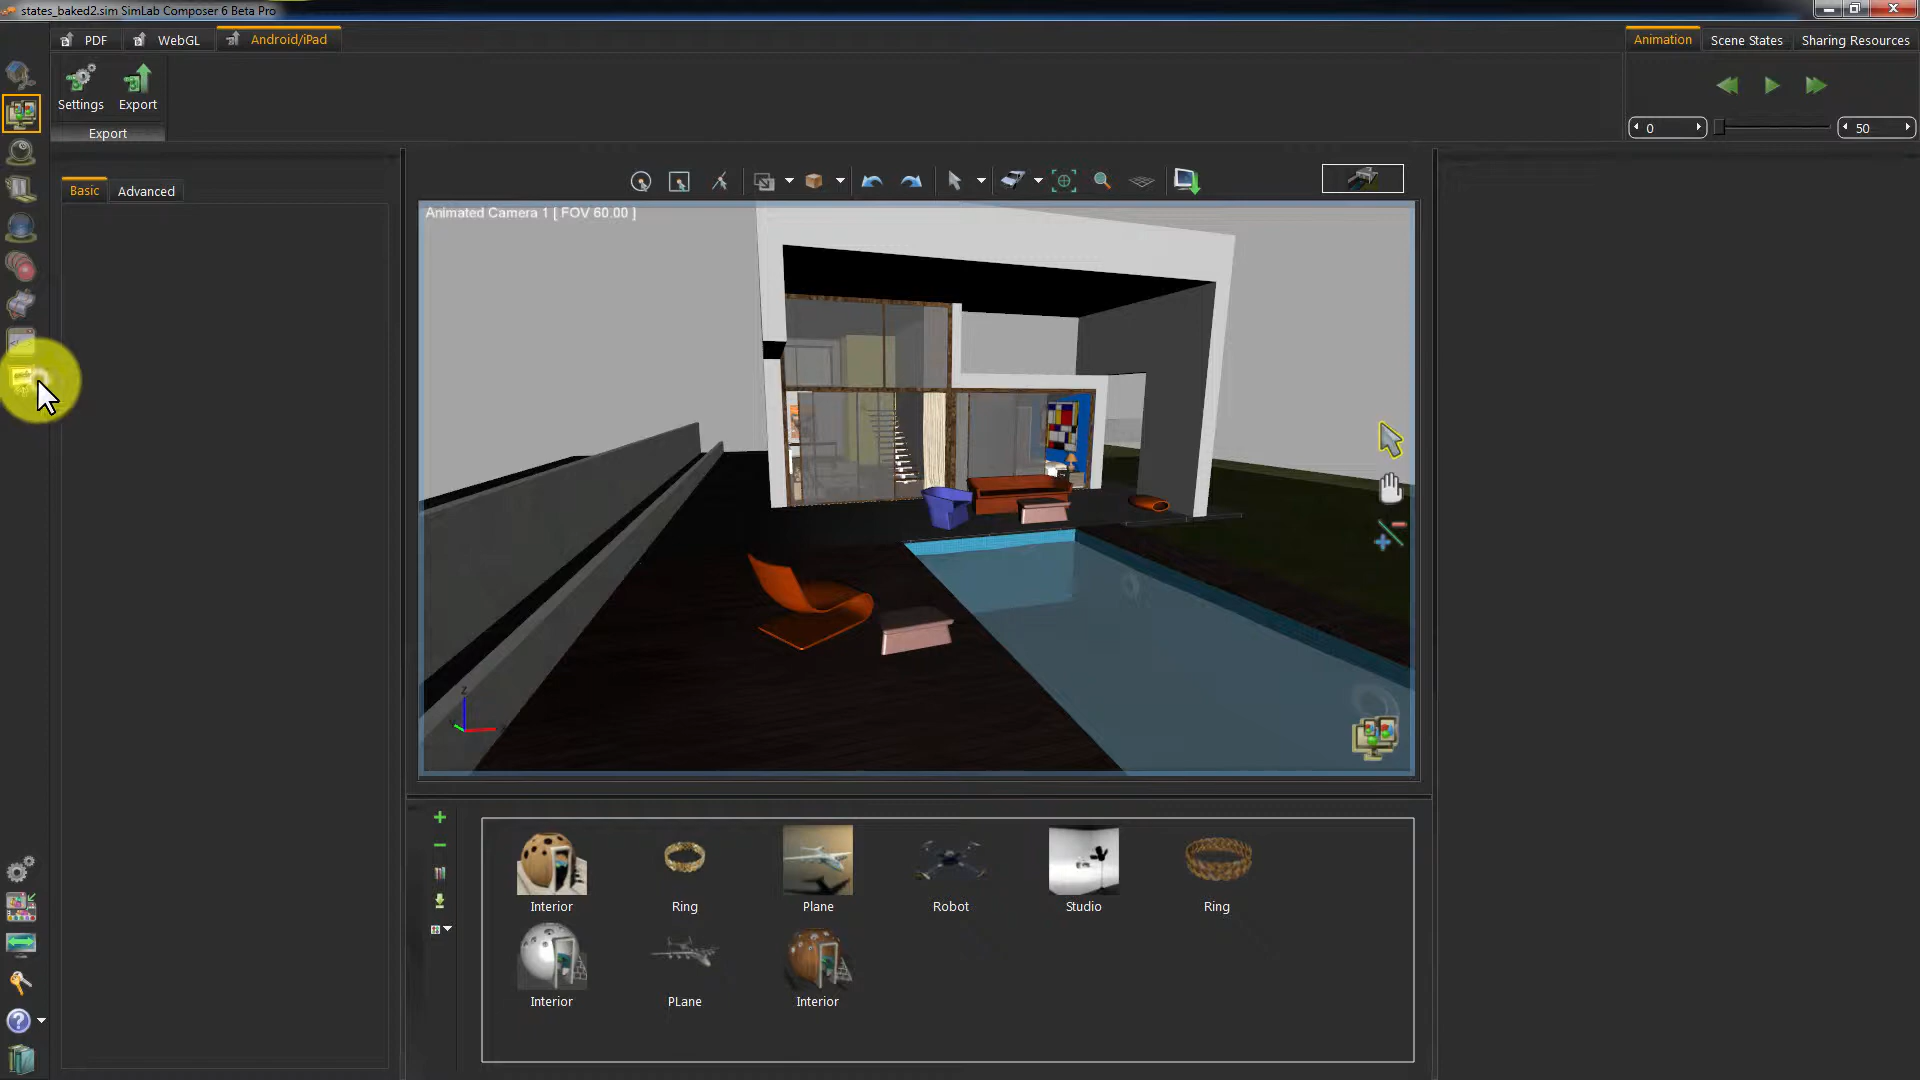 states_baked2.sim SimLab Composer 6 Beta Pro
PDF WebGL Android/iPad
Animation Scene States Sharing Resources
Settings Export
Export
0 50
Basic Advanced
Animated Camera 1 [ FOV 60.00 ]
Z
Interior Ring Plane Robot Studio Ring
Interior PLane Interior